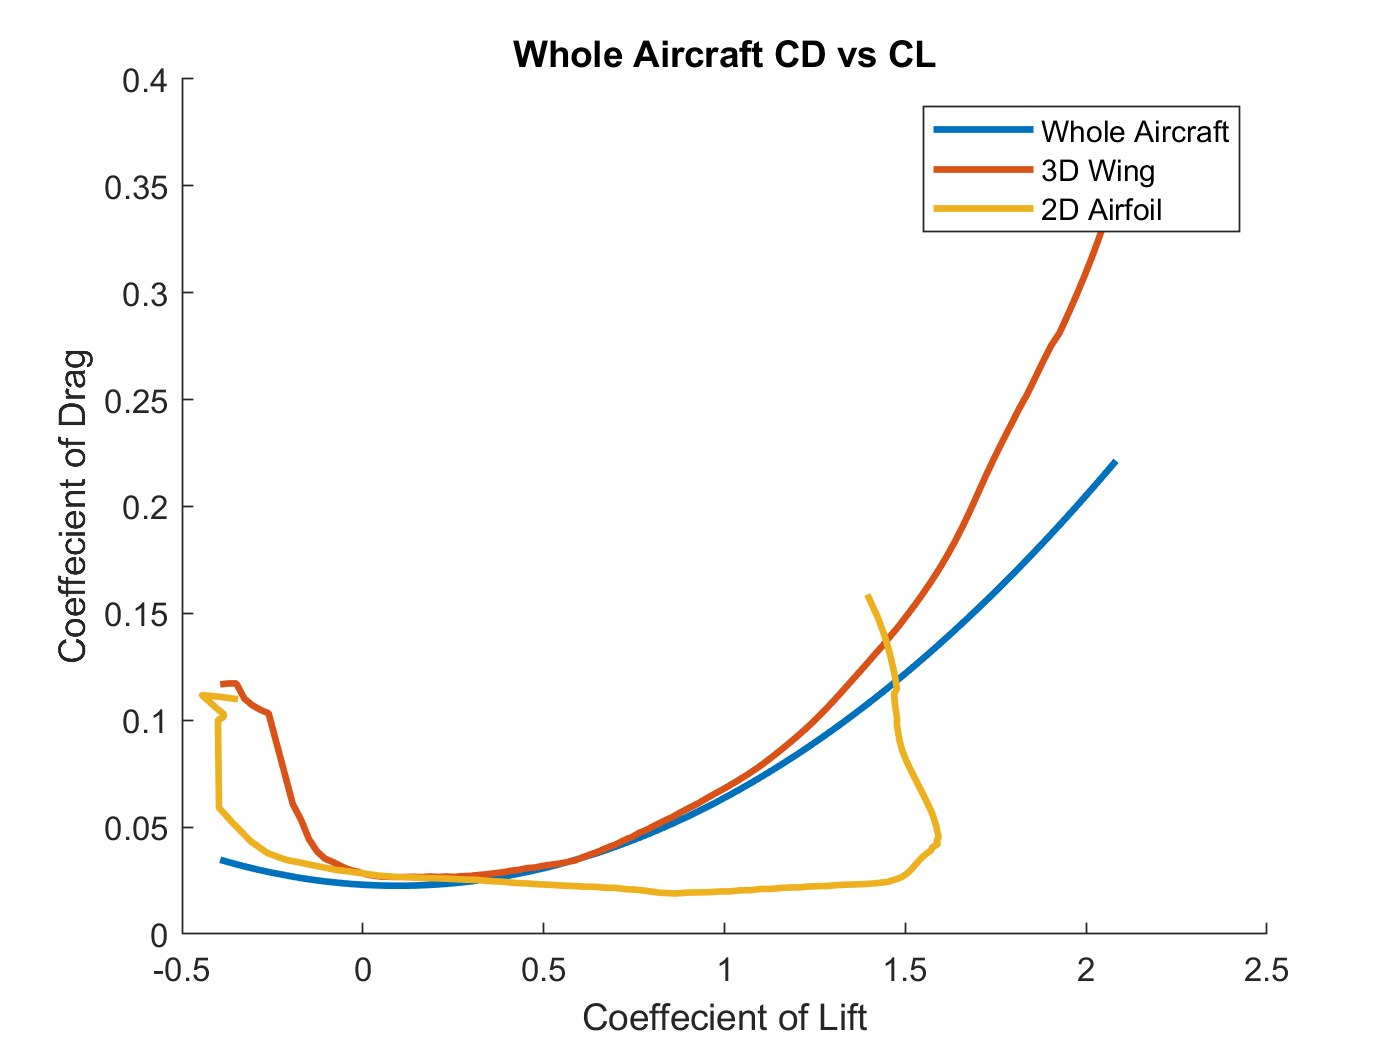 Whole Aircraft CD vs CL
0.4
0.35
0.3
0.25
0.2
0.15
0.1
0.05
0
Coeffecient of Drag
Whole Aircraft
3D Wing
2D Airfoil
-0.5
0
0.5
1
1.5
2
2.5
Coeffecient of Lift